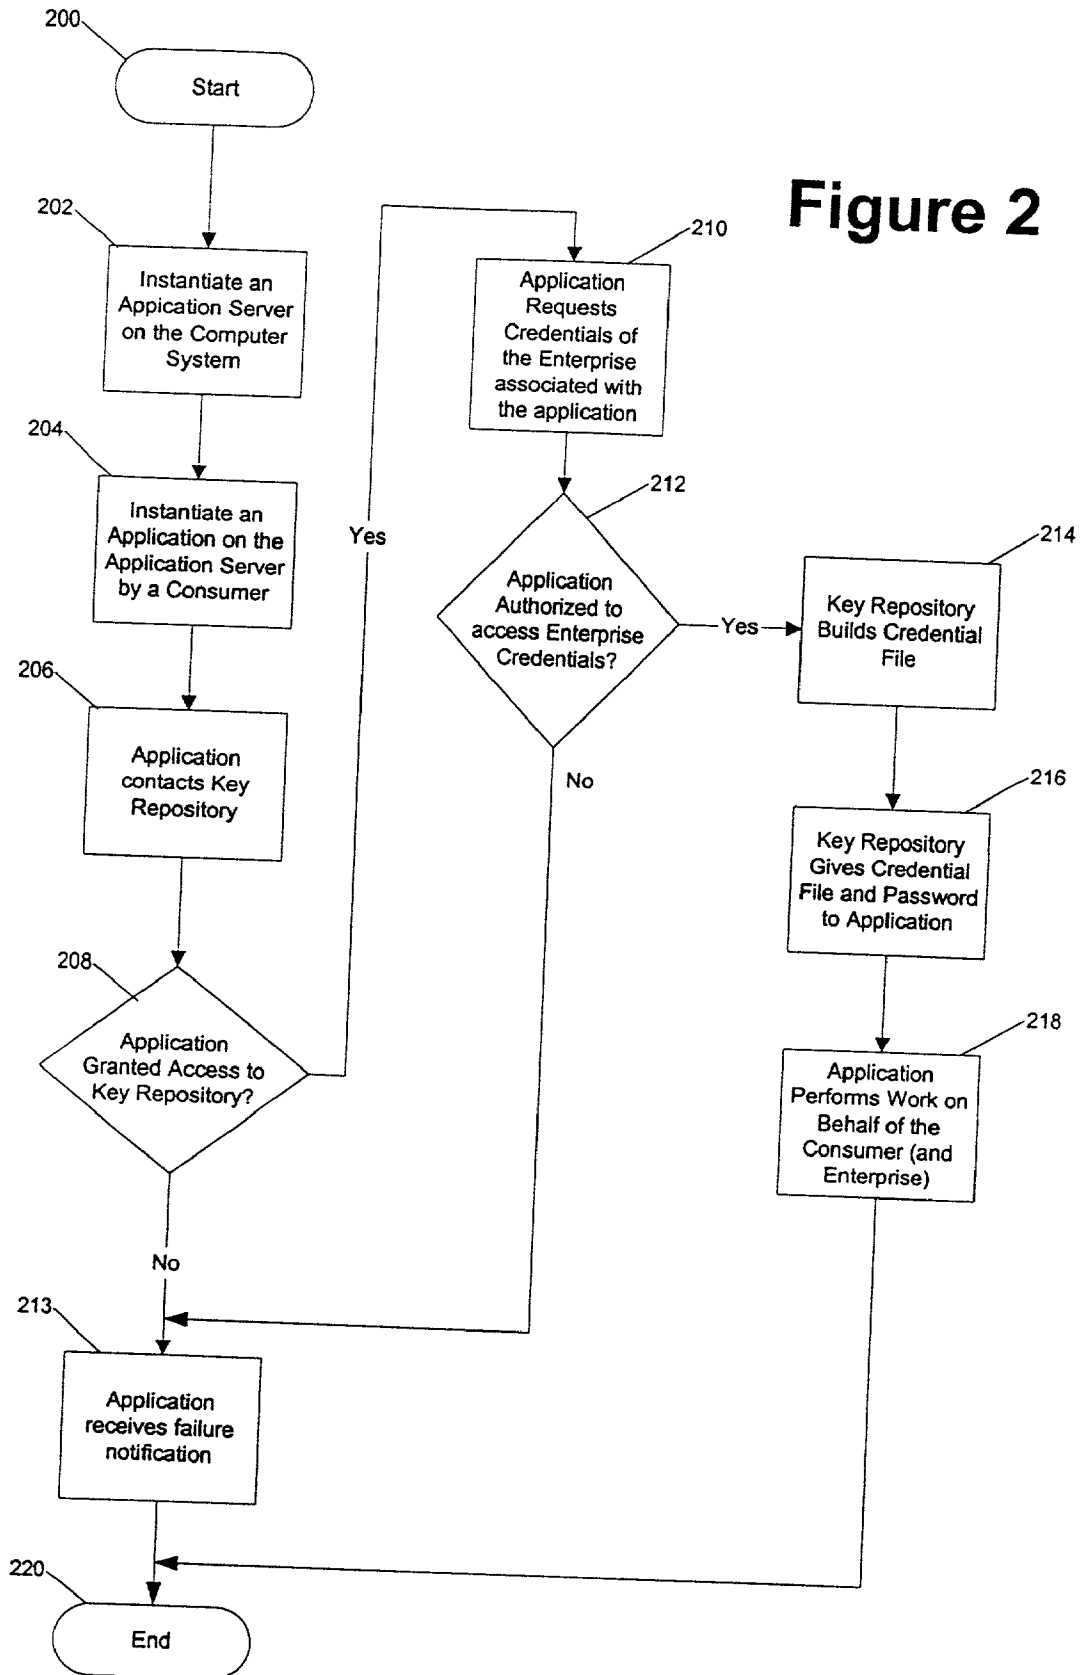 200
Start
Figure 2
202
Instantiate an
Appication Server
on the Computer
System
204
Instantiate an
Application on the
Application Server
by a Consumer
206
Application
contacts Key
Repository
208
Application
Granted Access to
Key Repository?
Yes
No
210
Application
Requests
Credentials of
the Enterprise
associated with
the application
212
Application
Authorized to
access Enterprise
Credentials?
Yes
No
213
Application
receives failure
notification
214
Key Repository
Builds Credential
File
216
Key Repository
Gives Credential
File and Password
to Application
218
Application
Performs Work on
Behalf of the
Consumer (and
Enterprise)
220
End